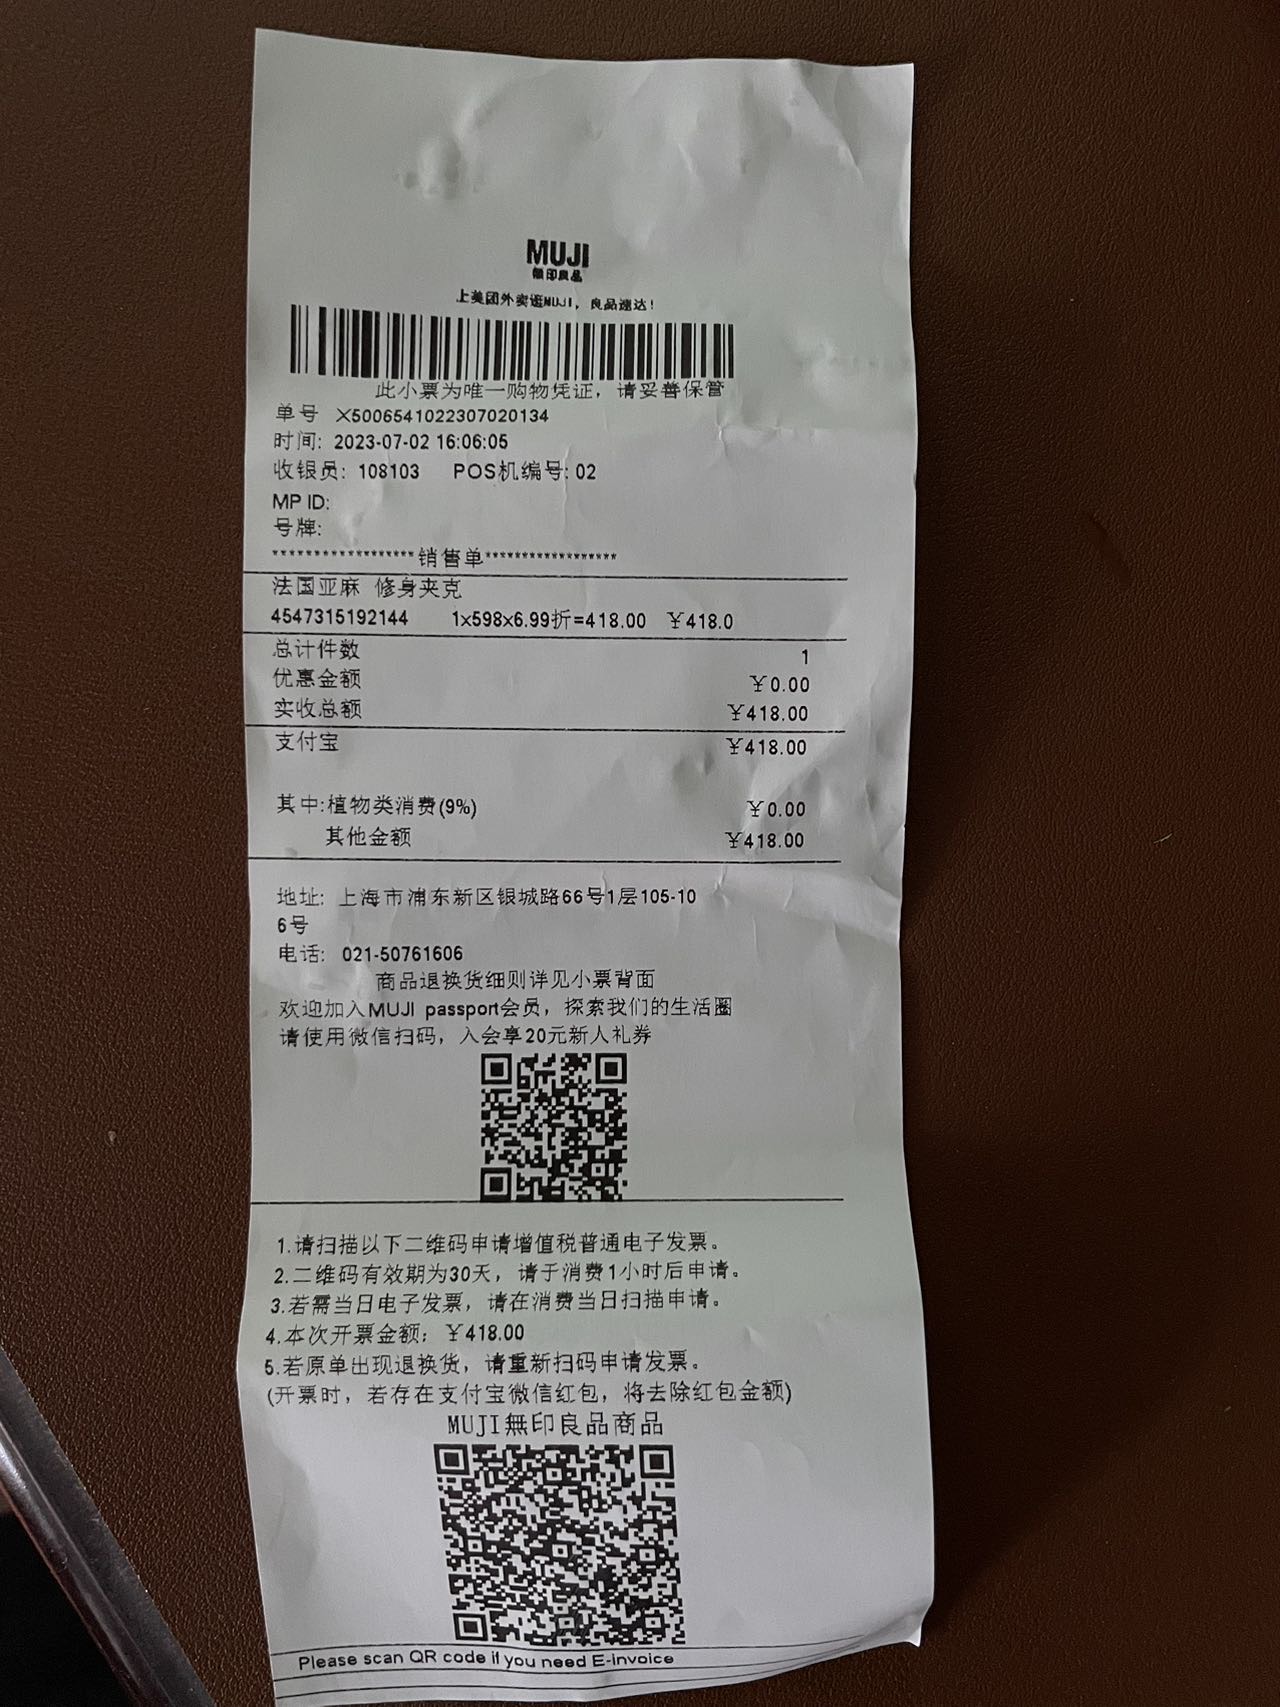 MUJI
無印良品
上美团外卖逛MUJI，良品速达！
此小票为唯一购物凭证，请妥善保管
单号 X5006541022307020134
时间: 2023-07-02 16:06:05
收银员: 108103 POS机编号: 02
MP ID:
号牌:
******************销售单*****************
法国亚麻 修身夹克
4547315192144 1x598x6.99折=418.00 ￥418.0
总计件数 1
优惠金额 ￥0.00
实收总额 ￥418.00
支付宝 ￥418.00
其中:植物类消费(9%) ￥0.00
其他金额 ￥418.00
地址: 上海市浦东新区银城路66号1层105-10
6号
电话: 021-50761606
商品退换货细则详见小票背面
欢迎加入MUJI passport会员，探索我们的生活圈
请使用微信扫码，入会享20元新人礼券
1.请扫描以下二维码申请增值税普通电子发票。
2.二维码有效期为30天，请于消费1小时后申请。
3.若需当日电子发票，请在消费当日扫描申请。
4.本次开票金额: ￥418.00
5.若原单出现退换货，请重新扫码申请发票。
(开票时，若存在支付宝微信红包，将去除红包金额)
MUJI無印良品商品
Please scan QR code if you need E-invoice